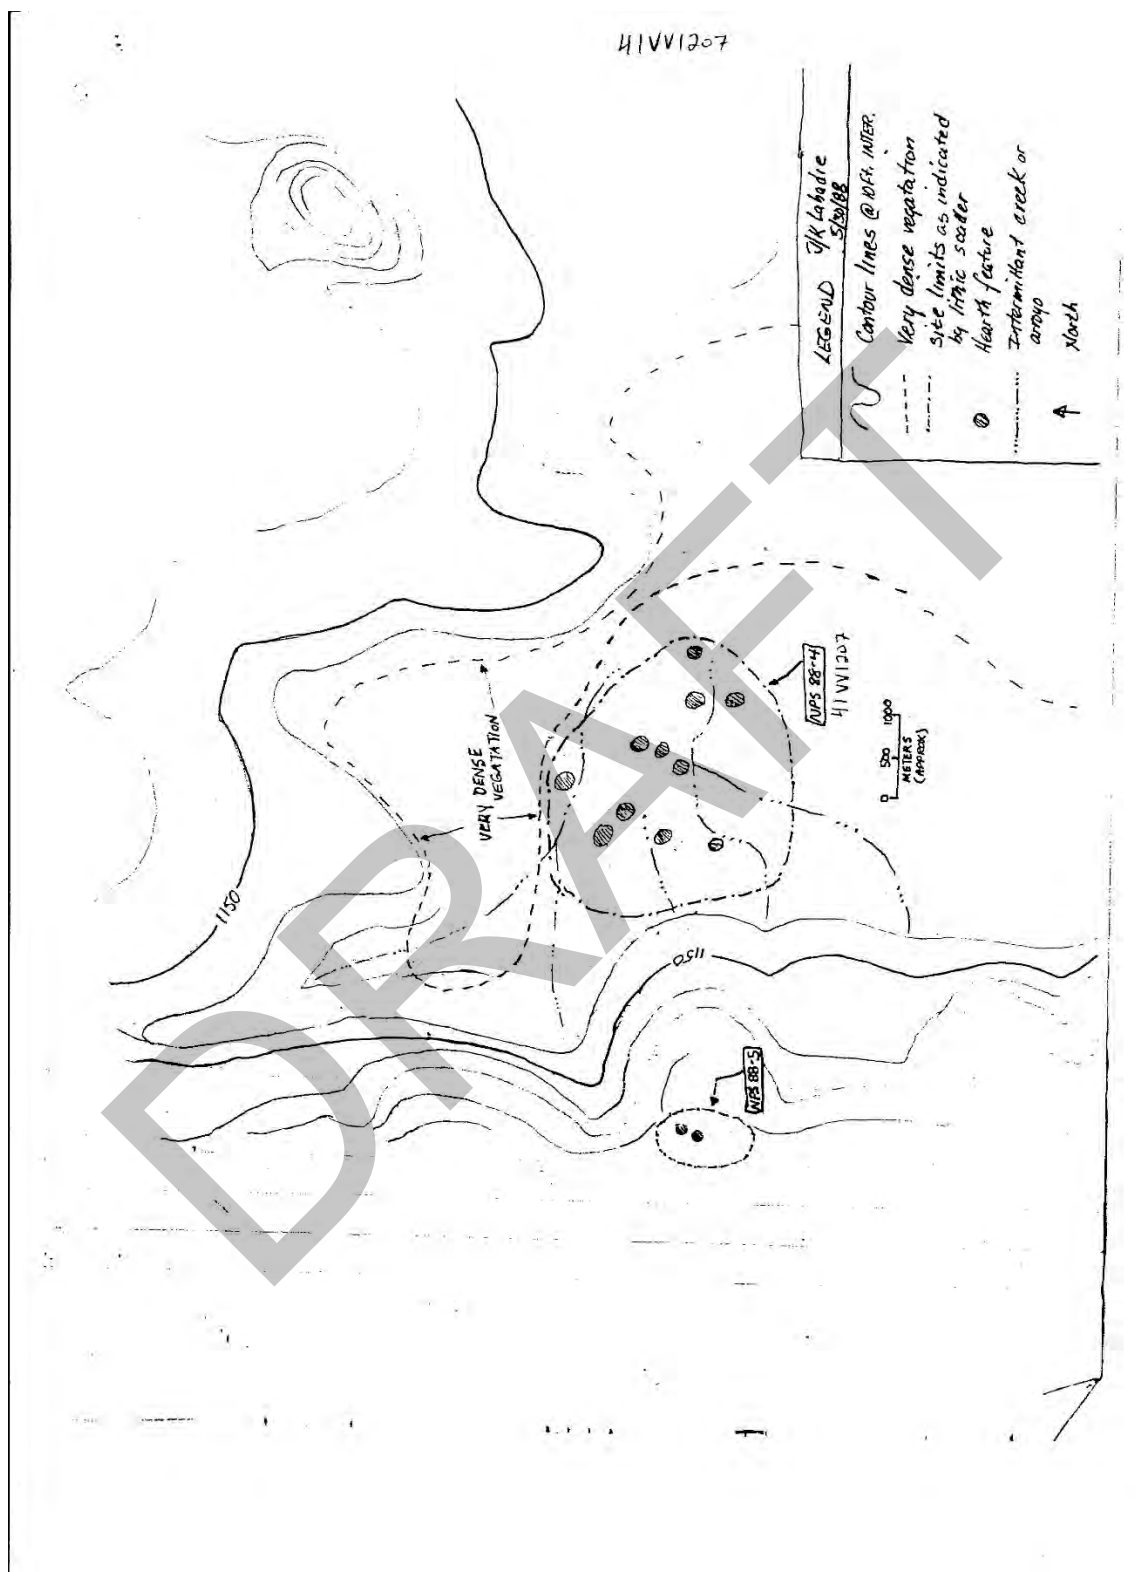 41VV1207
LEGEND J/K Labadie
5/30/88
Contour lines @ 10Ft. INTER.
Very dense vegatation
Site limits as indicated
by lithic scatter
Hearth feature
Intermittant creek or
arroyo
North
VERY DENSE
VEGATATION
1150
1150
NPS 88-4
41VV1207
0 500 1000
METERS
(APPROX)
NPS 88-5
DRAFT